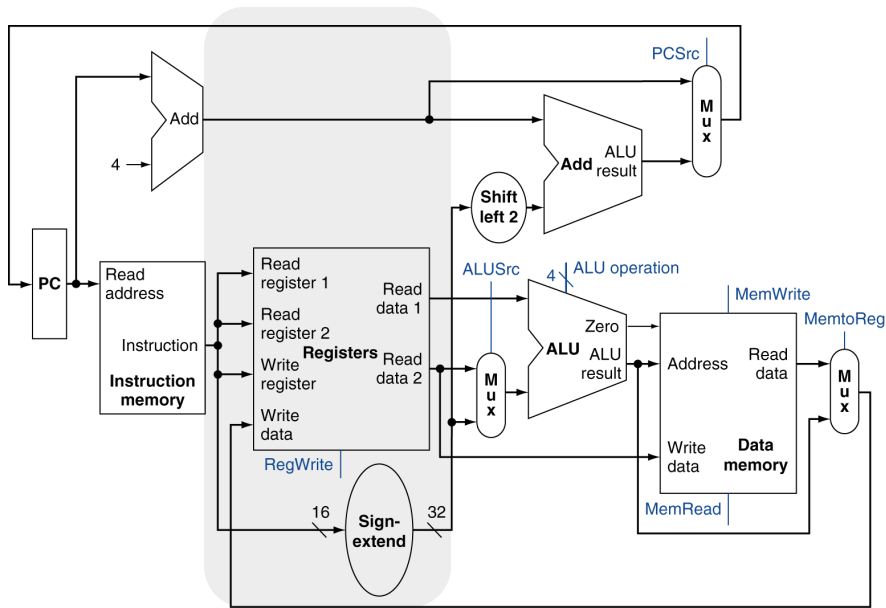 PCSrc
Add
4
M
u
x
Add
ALU
result
Shift
left 2
PC
Read
address
Instruction
Instruction
memory
Read
register 1
Read
register 2
Write
register
Write
data
Registers
Read
data 1
Read
data 2
RegWrite
16
Sign-
extend
32
ALUSrc
M
u
x
4
ALU operation
Zero
ALU
ALU
result
MemWrite
Address
Read
data
Write
data
Data
memory
MemRead
MemtoReg
M
u
x